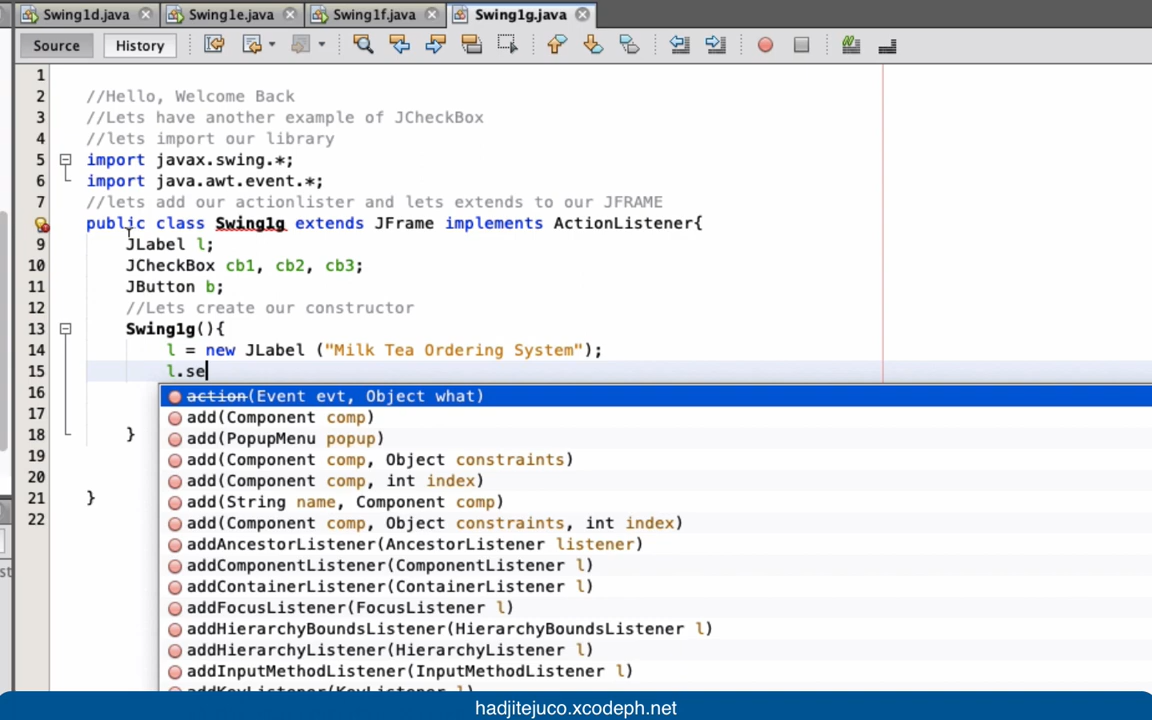 Swing1d.java Swing1e.java Swing1f.java Swing1g.java
Source History
1
2 //Hello, Welcome Back
3 //Lets have another example of JCheckBox
4 //lets import our library
5 import javax.swing.*;
6 import java.awt.event.*;
7 //lets add our actionlister and lets extends to our JFRAME
public class Swing1g extends JFrame implements ActionListener{
9 JLabel l;
10 JCheckBox cb1, cb2, cb3;
11 JButton b;
12 //Lets create our constructor
13 Swing1g(){
14 l = new JLabel ("Milk Tea Ordering System");
15 l.se
16 action(Event evt, Object what)
17 add(Component comp)
18 } add(PopupMenu popup)
19 add(Component comp, Object constraints)
20 add(Component comp, int index)
21 } add(String name, Component comp)
22 add(Component comp, Object constraints, int index)
addAncestorListener(AncestorListener listener)
addComponentListener(ComponentListener l)
addContainerListener(ContainerListener l)
addFocusListener(FocusListener l)
addHierarchyBoundsListener(HierarchyBoundsListener l)
addHierarchyListener(HierarchyListener l)
addInputMethodListener(InputMethodListener l)
addKeyListener(KeyListener l)
hadjitejuco.xcodeph.net